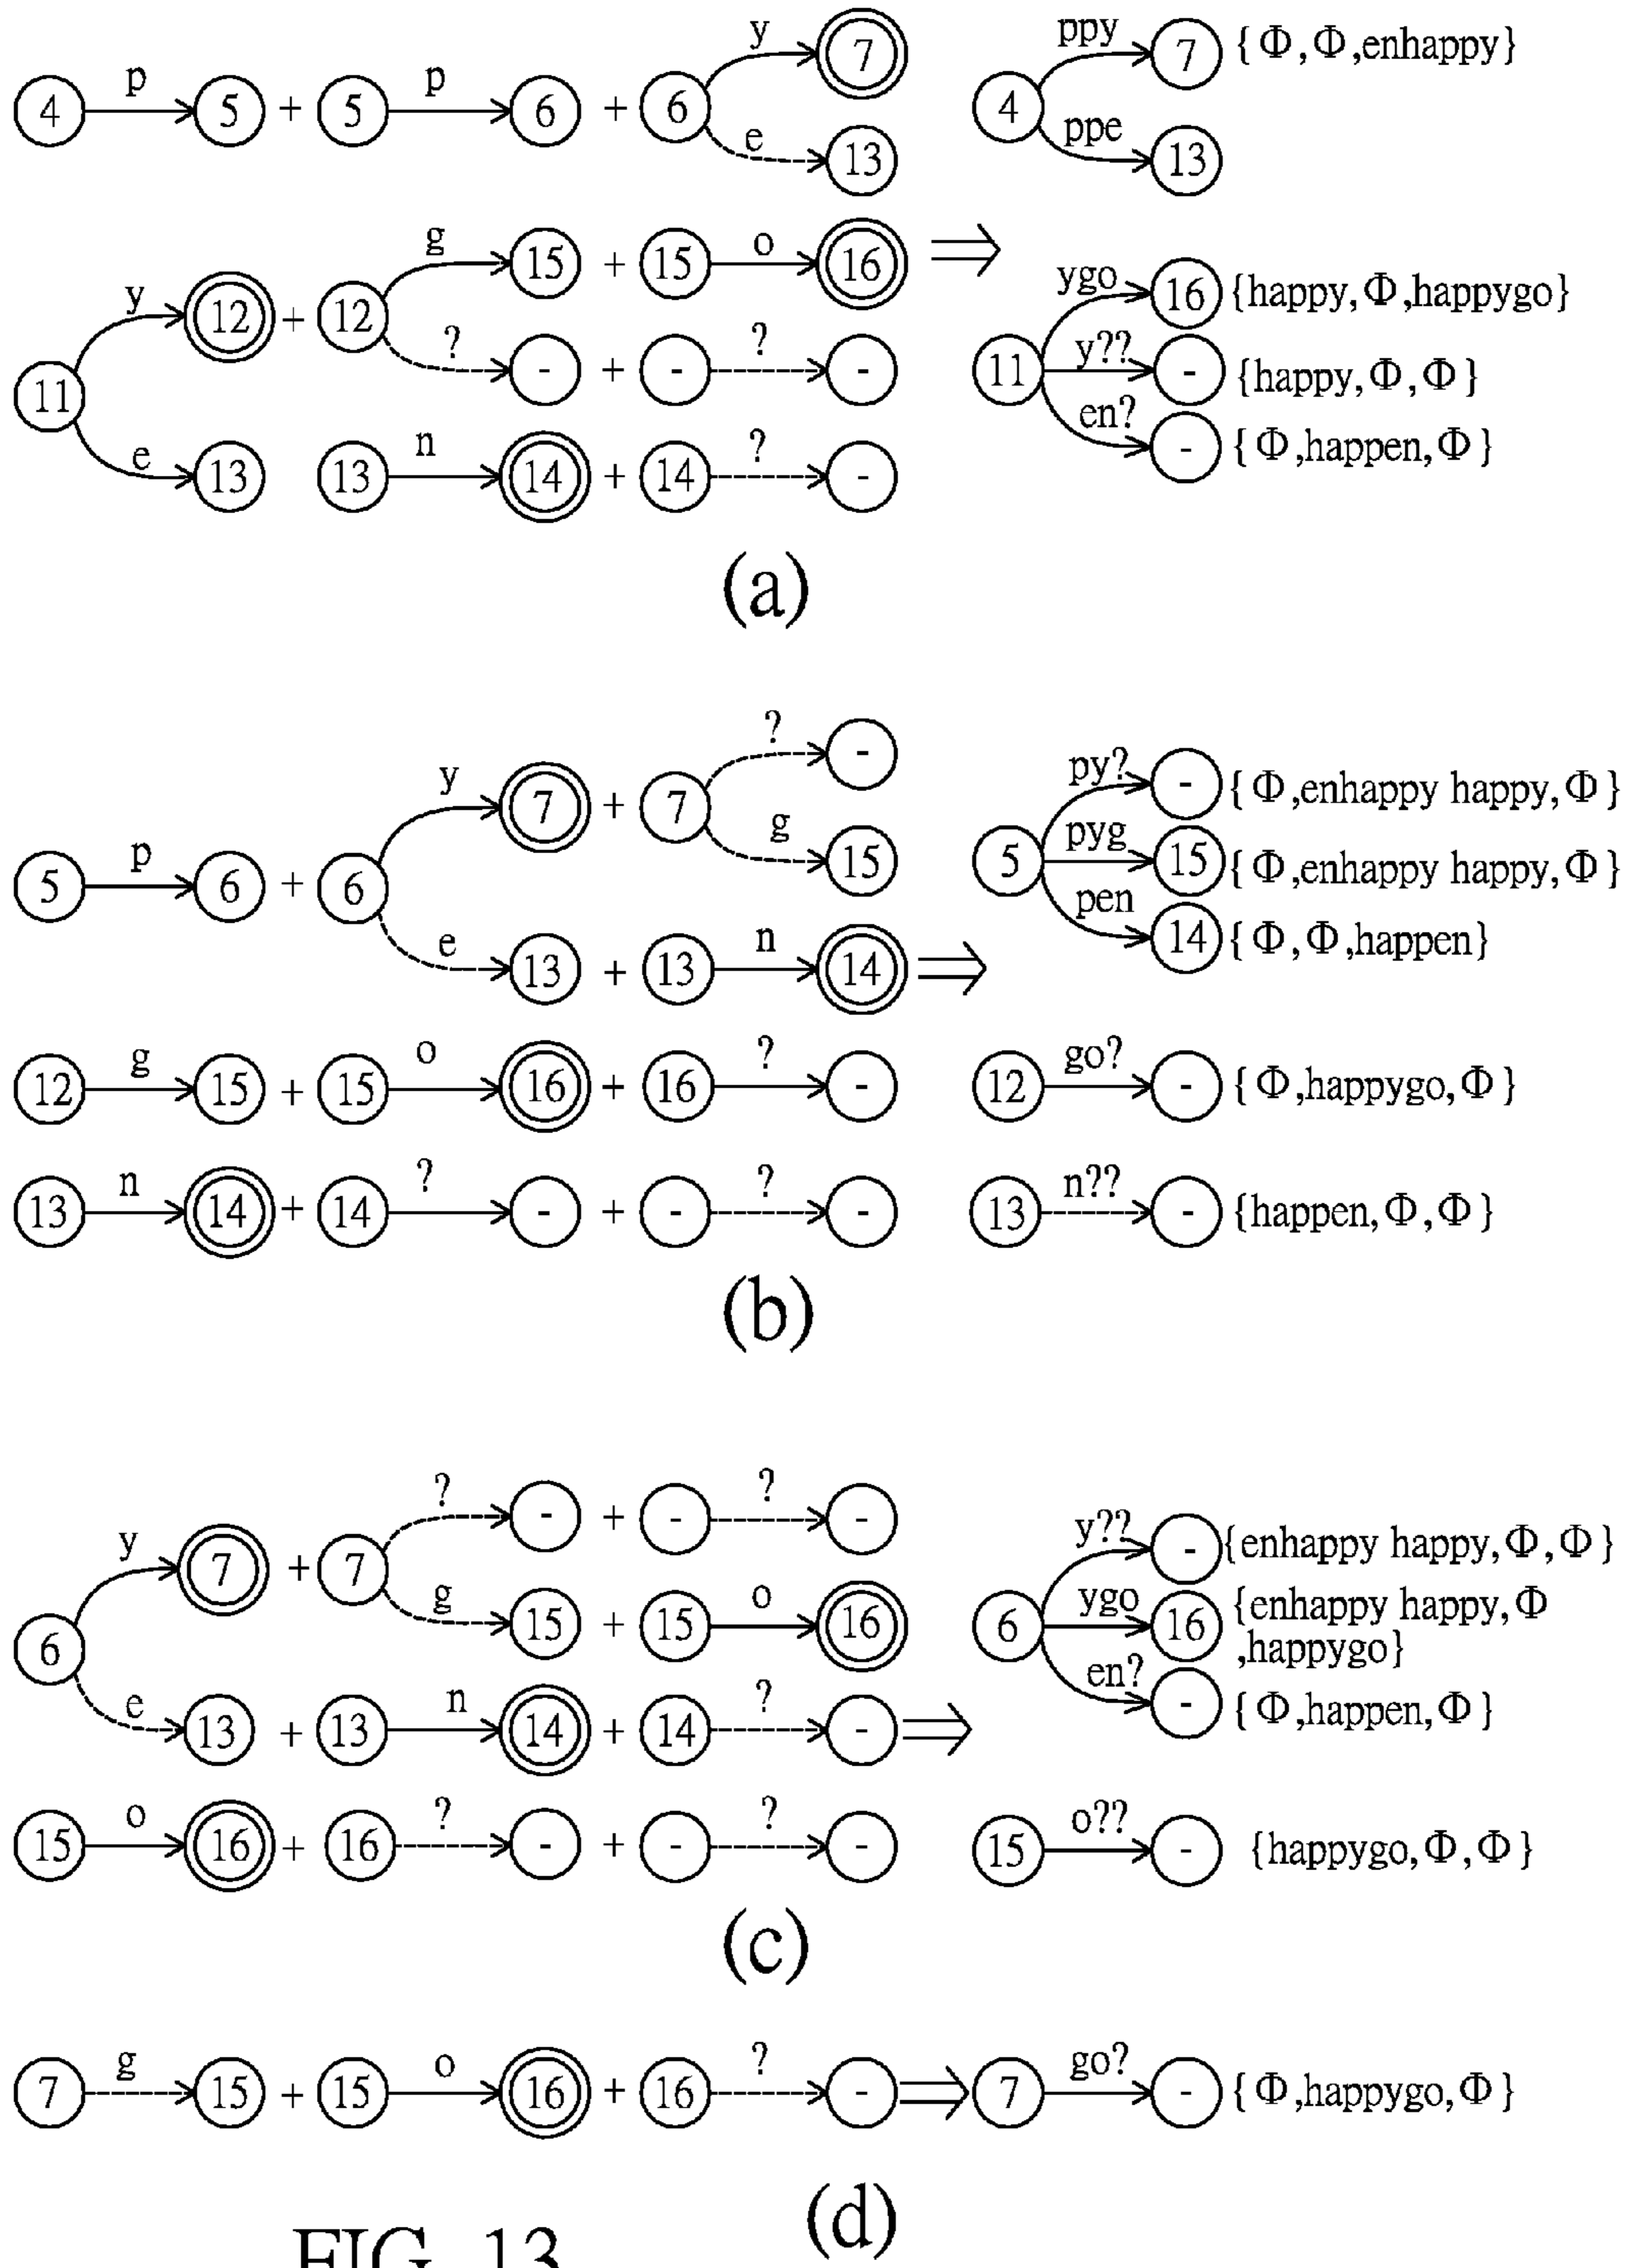 y ppy
4 p 5 + 5 p 6 + 6 7 4 7 {Φ,Φ,enhappy}
e 13 ppe 13
g 15 + 15 o 16 ⇒ ygo 16 {happy,Φ,happygo}
y 12 + 12 ? - + - ? - 11 y?? - {happy,Φ,Φ}
11 en? - {Φ,happen,Φ}
e 13 13 n 14 + 14 ? -
(a)
? -
y 7 + 7 g 15 py? - {Φ,enhappy happy,Φ}
5 p 6 + 6 5 pyg 15 {Φ,enhappy happy,Φ}
e 13 + 13 n 14 ⇒ pen 14 {Φ,Φ,happen}
12 g 15 + 15 o 16 + 16 ? - 12 go? - {Φ,happygo,Φ}
13 n 14 + 14 ? - + - ? - 13 n?? - {happen,Φ,Φ}
(b)
? - + - ? - y?? - {enhappy happy,Φ,Φ}
y 7 + 7 g 15 + 15 o 16 6 ygo 16 {enhappy happy,Φ
,happygo}
6 e 13 + 13 n 14 + 14 ? - ⇒ en? - {Φ,happen,Φ}
15 o 16 + 16 ? - + - ? - 15 o?? - {happygo,Φ,Φ}
(c)
7 g 15 + 15 o 16 + 16 ? - ⇒ 7 go? - {Φ,happygo,Φ}
(d)
FIG. 13